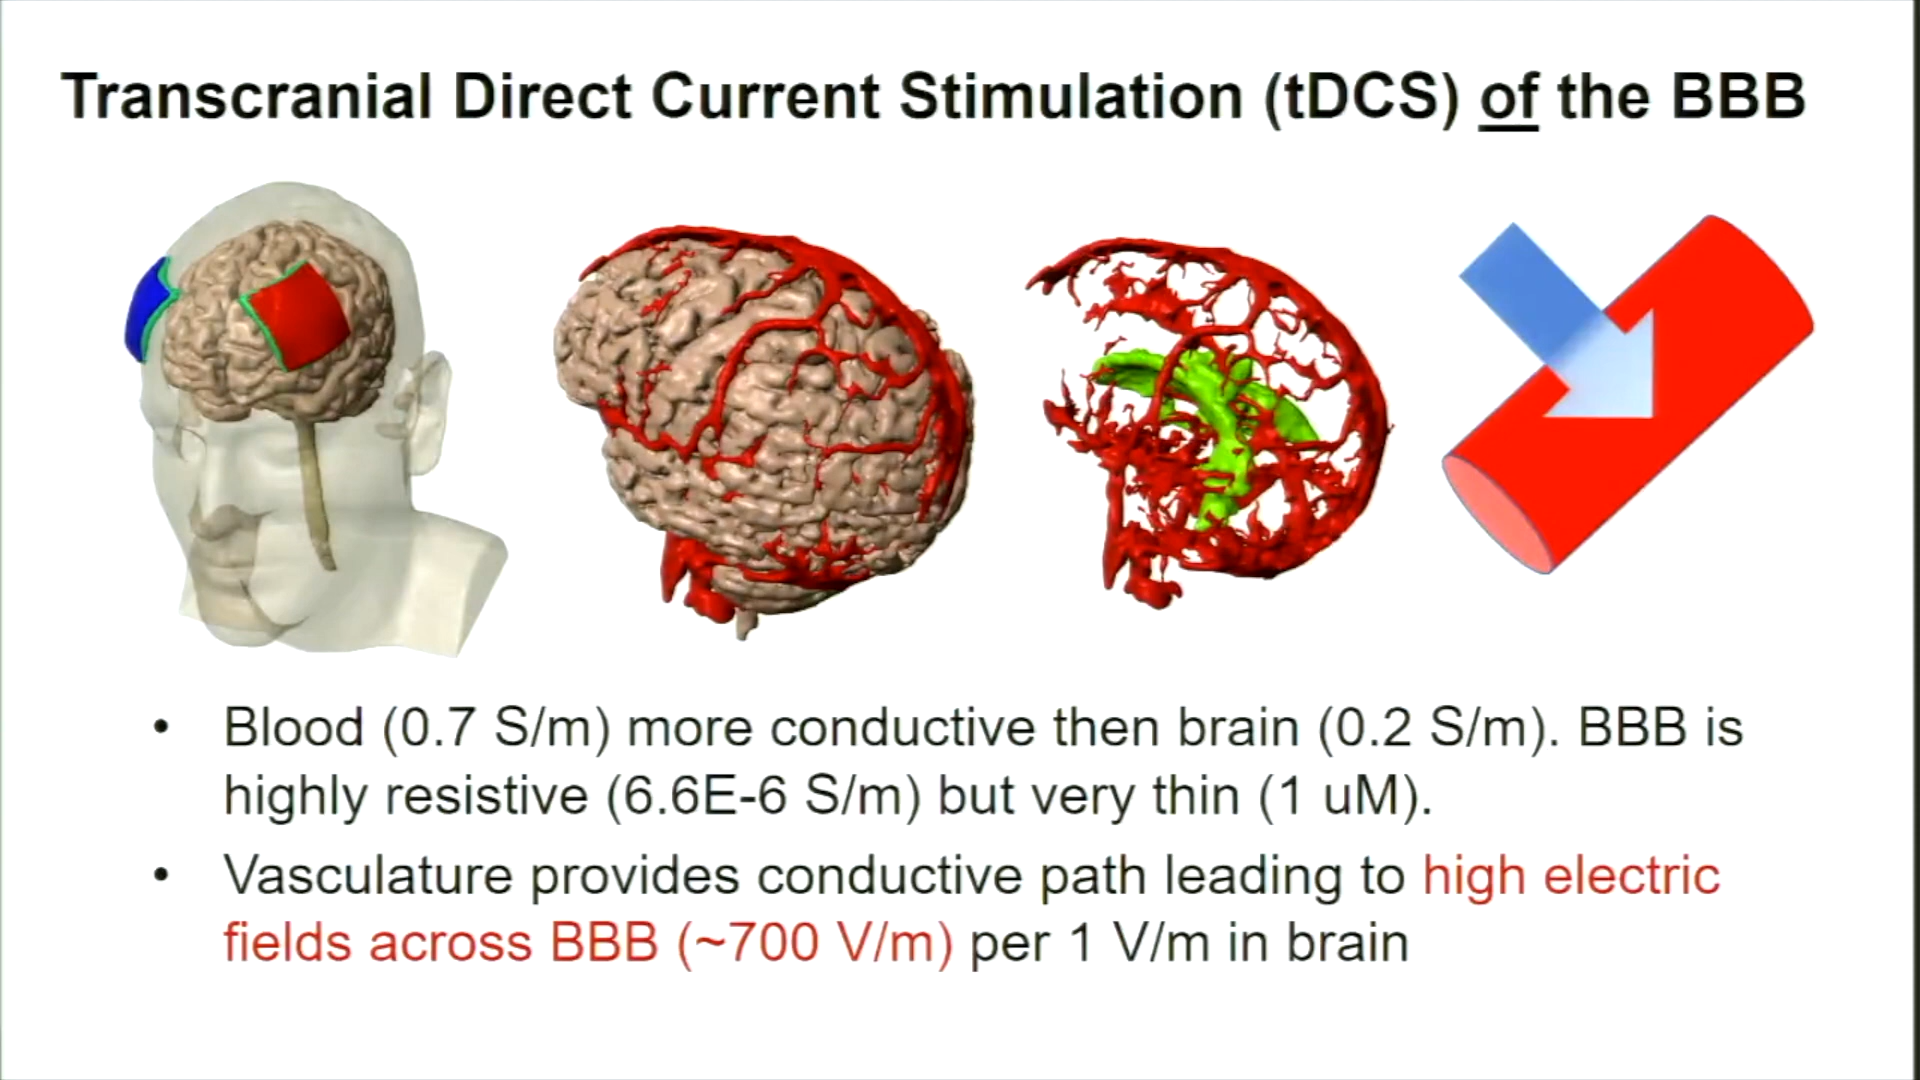 Transcranial Direct Current Stimulation (tDCS) of the BBB
• Blood (0.7 S/m) more conductive then brain (0.2 S/m). BBB is
highly resistive (6.6E-6 S/m) but very thin (1 uM).
• Vasculature provides conductive path leading to high electric
fields across BBB (~700 V/m) per 1 V/m in brain